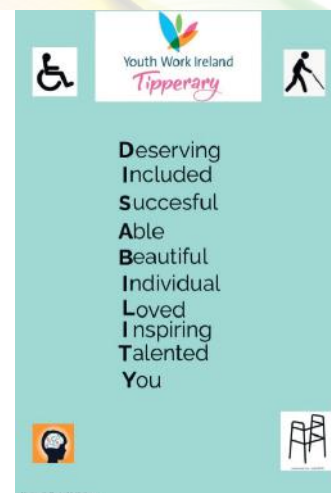 Youth Work Ireland
Tipperary
Deserving
Included
Succesful
Able
Beautiful
Individual
Loved
Inspiring
Talented
You